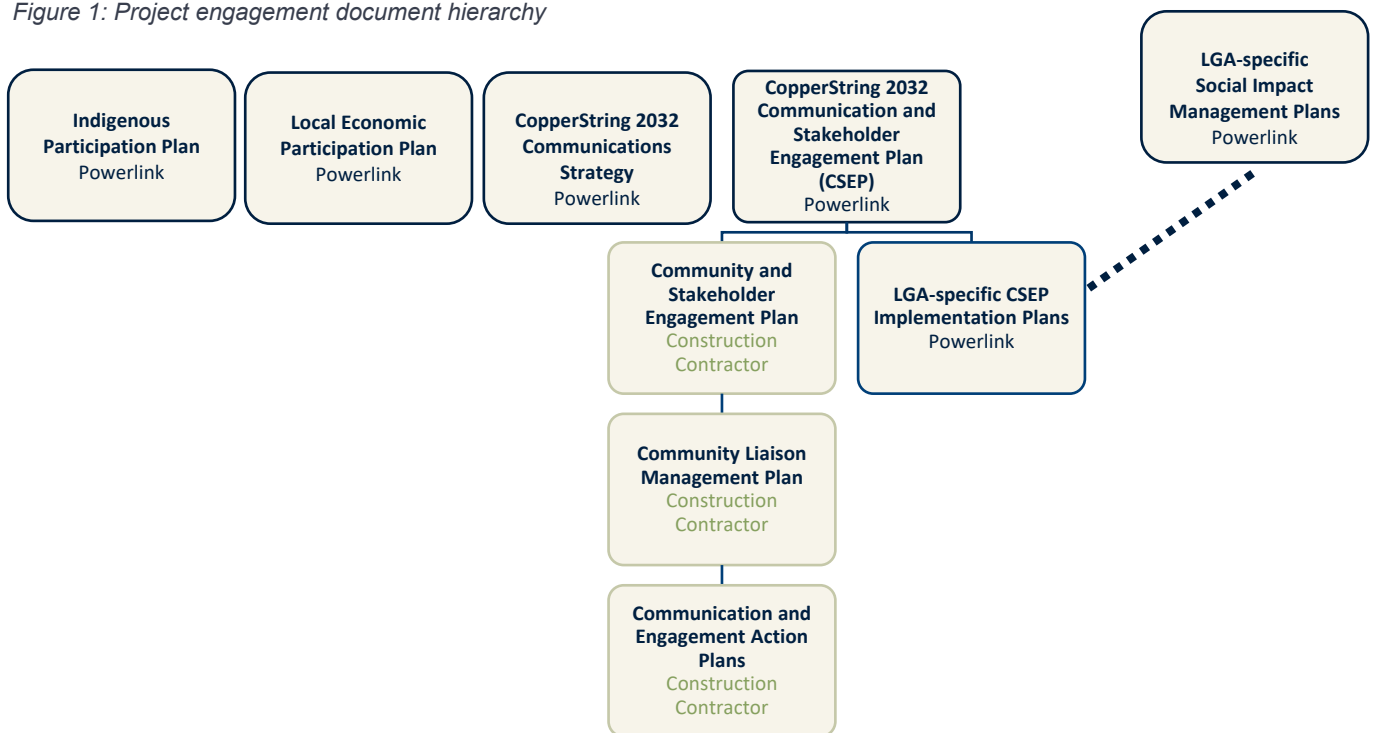 Figure 1: Project engagement document hierarchy
LGA-specific
Social Impact
Management Plans
Powerlink
Indigenous
Participation Plan
Powerlink
Local Economic
Participation Plan
Powerlink
CopperString 2032
Communications
Strategy
Powerlink
CopperString 2032
Communication and
Stakeholder
Engagement Plan
(CSEP)
Powerlink
Community and
Stakeholder
Engagement Plan
Construction
Contractor
LGA-specific CSEP
Implementation Plans
Powerlink
Community Liaison
Management Plan
Construction
Contractor
Communication and
Engagement Action
Plans
Construction
Contractor